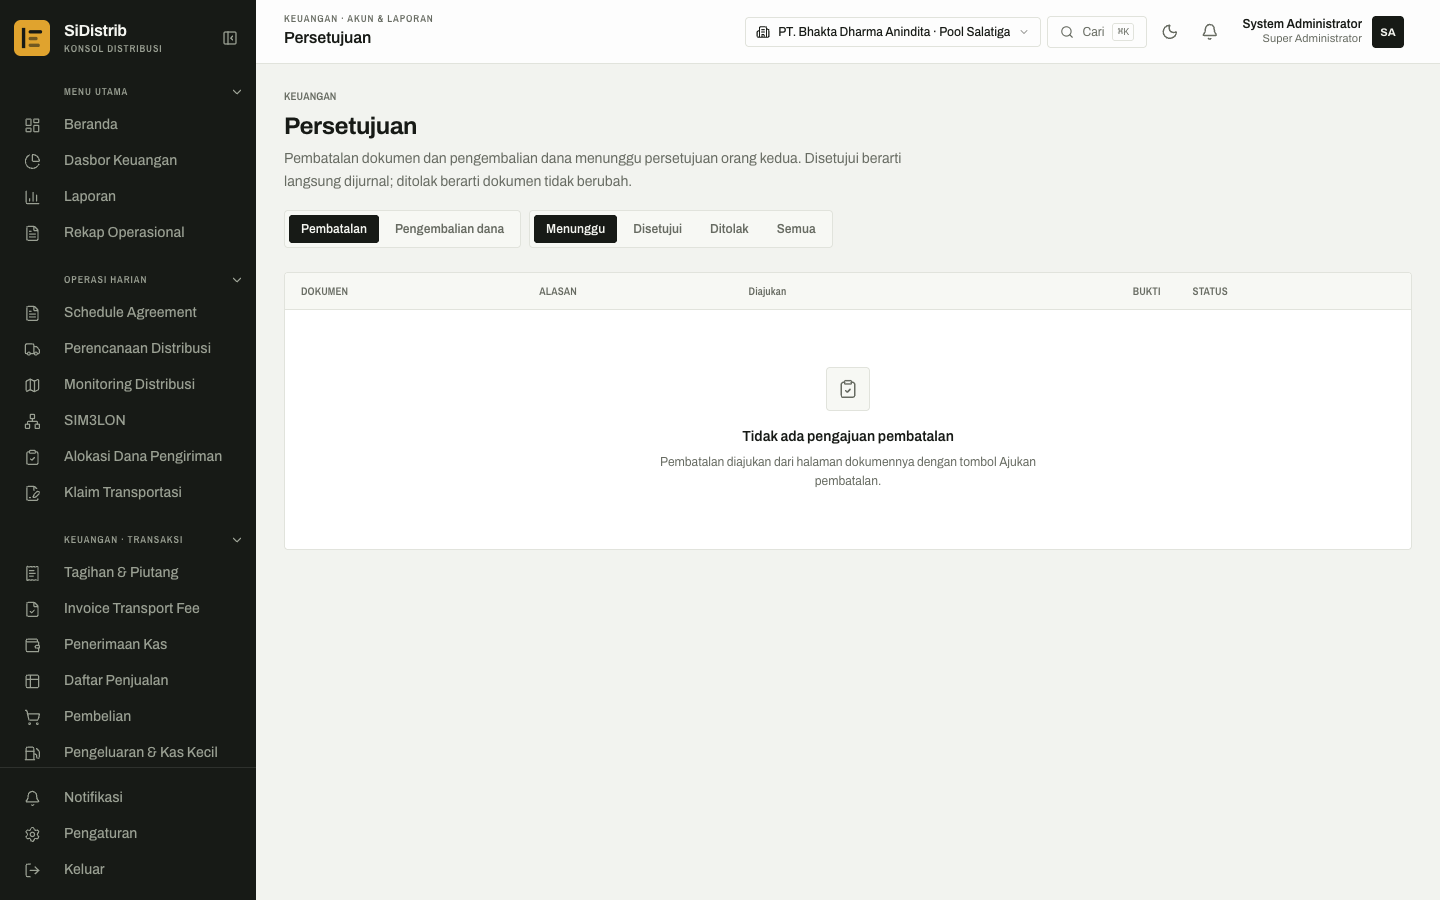 SiDistrib
KONSOL DISTRIBUSI
MENU UTAMA
Beranda
Dasbor Keuangan
Laporan
Rekap Operasional
OPERASI HARIAN
Schedule Agreement
Perencanaan Distribusi
Monitoring Distribusi
SIM3LON
Alokasi Dana Pengiriman
Klaim Transportasi
KEUANGAN · TRANSAKSI
Tagihan & Piutang
Invoice Transport Fee
Penerimaan Kas
Daftar Penjualan
Pembelian
Pengeluaran & Kas Kecil
Notifikasi
Pengaturan
Keluar
KEUANGAN · AKUN & LAPORAN
Persetujuan
PT. Bhakta Dharma Anindita · Pool Salatiga
Cari ⌘K
System Administrator
Super Administrator
SA
KEUANGAN
Persetujuan
Pembatalan dokumen dan pengembalian dana menunggu persetujuan orang kedua. Disetujui berarti
langsung dijurnal; ditolak berarti dokumen tidak berubah.
Pembatalan Pengembalian dana Menunggu Disetujui Ditolak Semua
DOKUMEN ALASAN Diajukan BUKTI STATUS
Tidak ada pengajuan pembatalan
Pembatalan diajukan dari halaman dokumennya dengan tombol Ajukan
pembatalan.